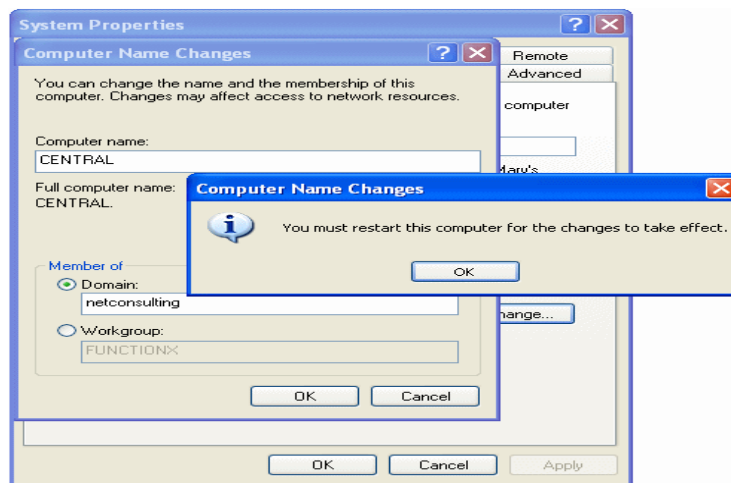 System Properties
Computer Name Changes
Remote
Advanced
You can change the name and the membership of this
computer. Changes may affect access to network resources.
computer
Computer name:
CENTRAL
Mary's
Full computer name:
CENTRAL.
Computer Name Changes
You must restart this computer for the changes to take effect.
OK
Member of
Domain:
netconsulting
hange...
Workgroup:
FUNCTIONX
OK
Cancel
OK
Cancel
Apply